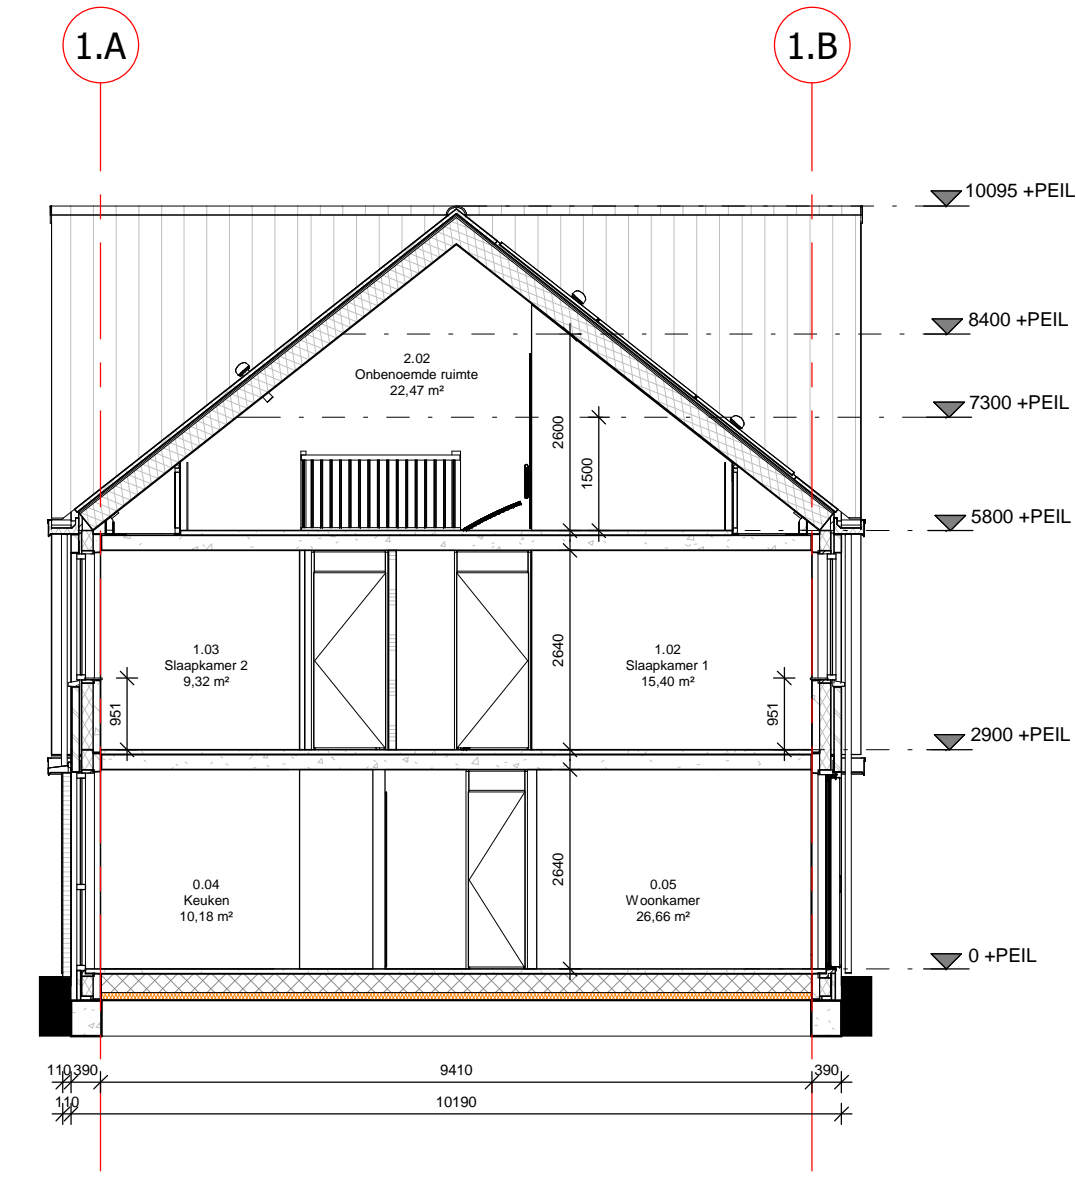 1.A
1.B
10095 +PEIL
8400 +PEIL
2.02
Onbenoemde ruimte
22,47 m²
7300 +PEIL
2600
1500
5800 +PEIL
1.03
Slaapkamer 2
9,32 m²
2640
1.02
Slaapkamer 1
15,40 m²
951
951
2900 +PEIL
0.04
Keuken
10,18 m²
2640
0.05
Woonkamer
26,66 m²
0 +PEIL
110 390 9410 390
110 10190